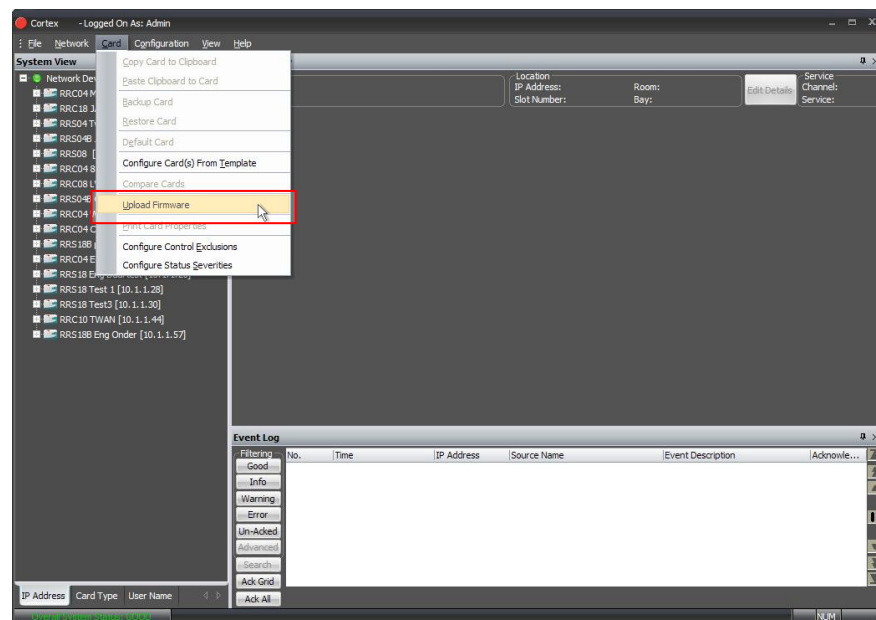 Cortex - Logged On As: Admin
File Network Card Configuration View Help
System View
Network Dev
RRC04 M
RRC18 J
RRS04 T
RRS04B
RRS08 [
RRC04 8
RRC08 L
RRS04B
RRC04
RRC04 C
RRS18B
RRC04 E
RRS18 Eng
RRS18 Test 1 [10.1.1.28]
RRS18 Test3 [10.1.1.30]
RRC10 TWAN [10.1.1.44]
RRS18B Eng Onder [10.1.1.57]
Copy Card to Clipboard
Paste Clipboard to Card
Backup Card
Restore Card
Default Card
Configure Card(s) From Template
Compare Cards
Upload Firmware
Print Card Properties
Configure Control Exclusions
Configure Status Severities
Location
IP Address: Room:
Slot Number: Bay:
Edit Details
Service
Channel:
Service:
Event Log
Filtering
Good
Info
Warning
Error
Un-Acked
Advanced
Search
Ack Grid
Ack All
No. Time IP Address Source Name Event Description Acknowle...
IP Address Card Type User Name
Overall System Status: GOOD
NUM